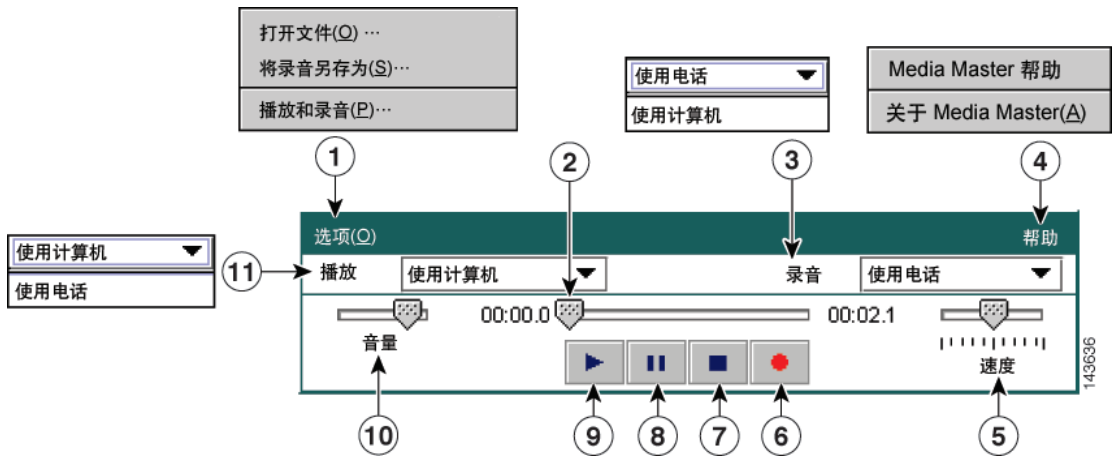 打开文件(O) …
将录音另存为(S)…
播放和录音(P)…
使用电话
使用计算机
Media Master 帮助
关于 Media Master(A)
1
2
3
4
选项(O)
帮助
使用计算机
使用电话
11
播放
使用计算机
录音
使用电话
00:00.0
00:02.1
音量
速度
143636
10
9
8
7
6
5